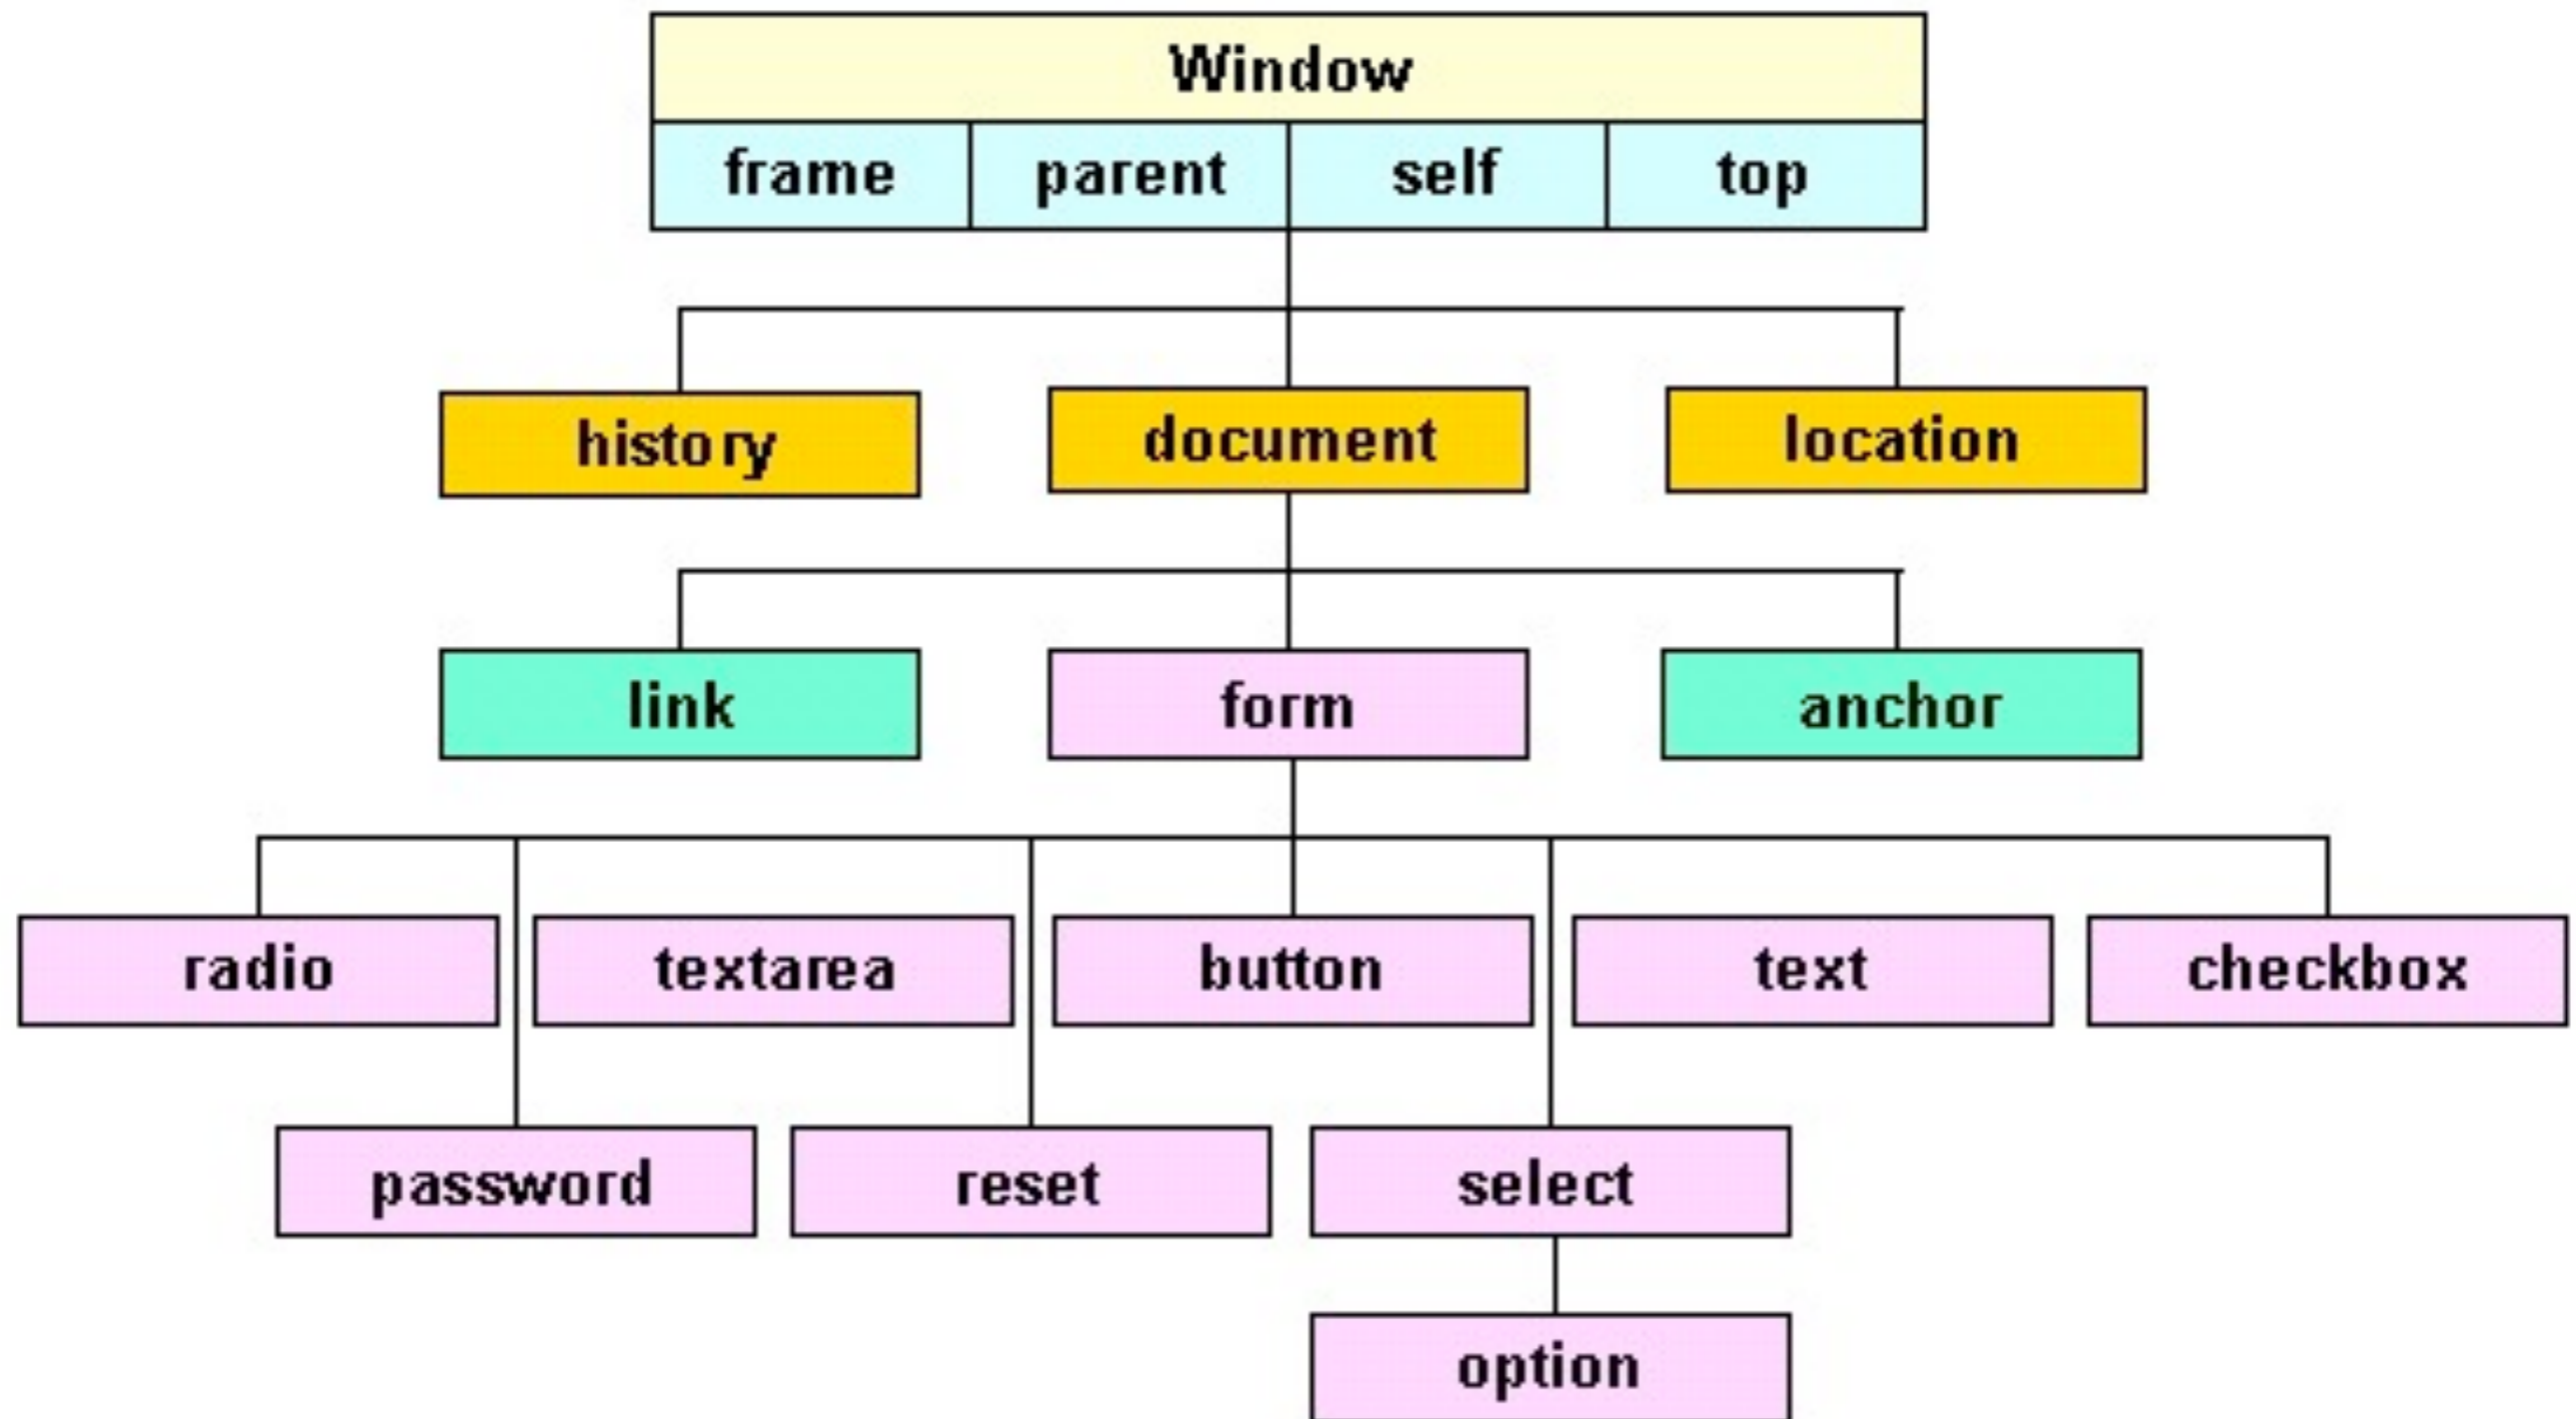 Window
frame parent self top
history document location
link form anchor
radio textarea button text checkbox
password reset select
option